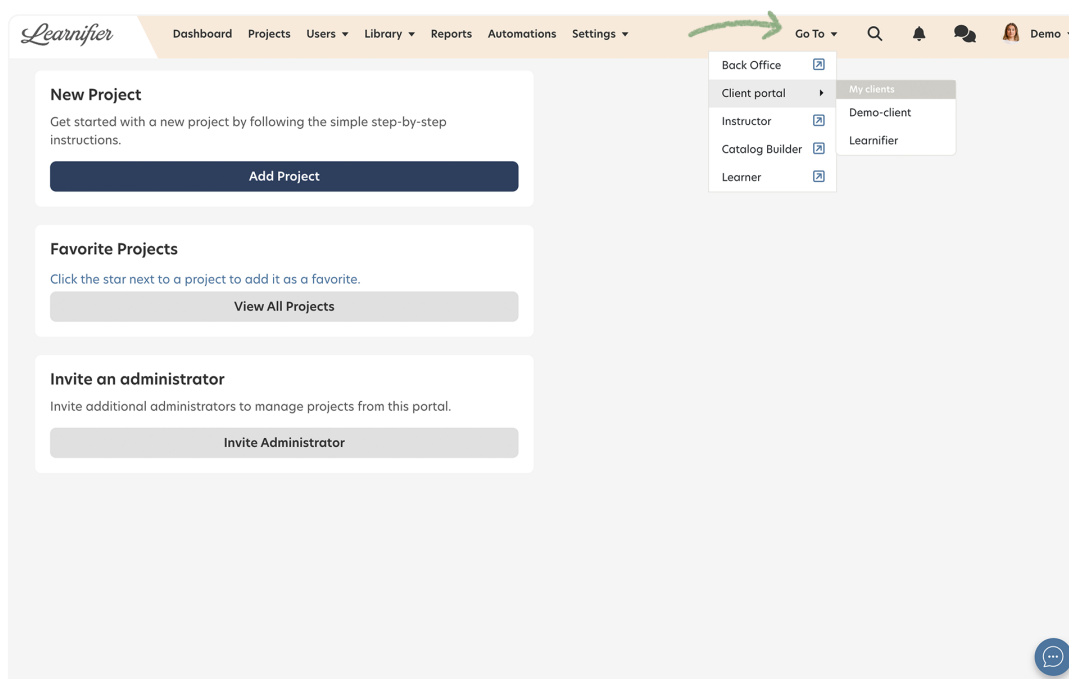 Learnifier
Dashboard Projects Users Library Reports Automations Settings Go To Demo
Back Office
Client portal
Instructor
Catalog Builder
Learner
My clients
Demo-client
Learnifier
New Project
Get started with a new project by following the simple step-by-step
instructions.
Add Project
Favorite Projects
Click the star next to a project to add it as a favorite.
View All Projects
Invite an administrator
Invite additional administrators to manage projects from this portal.
Invite Administrator